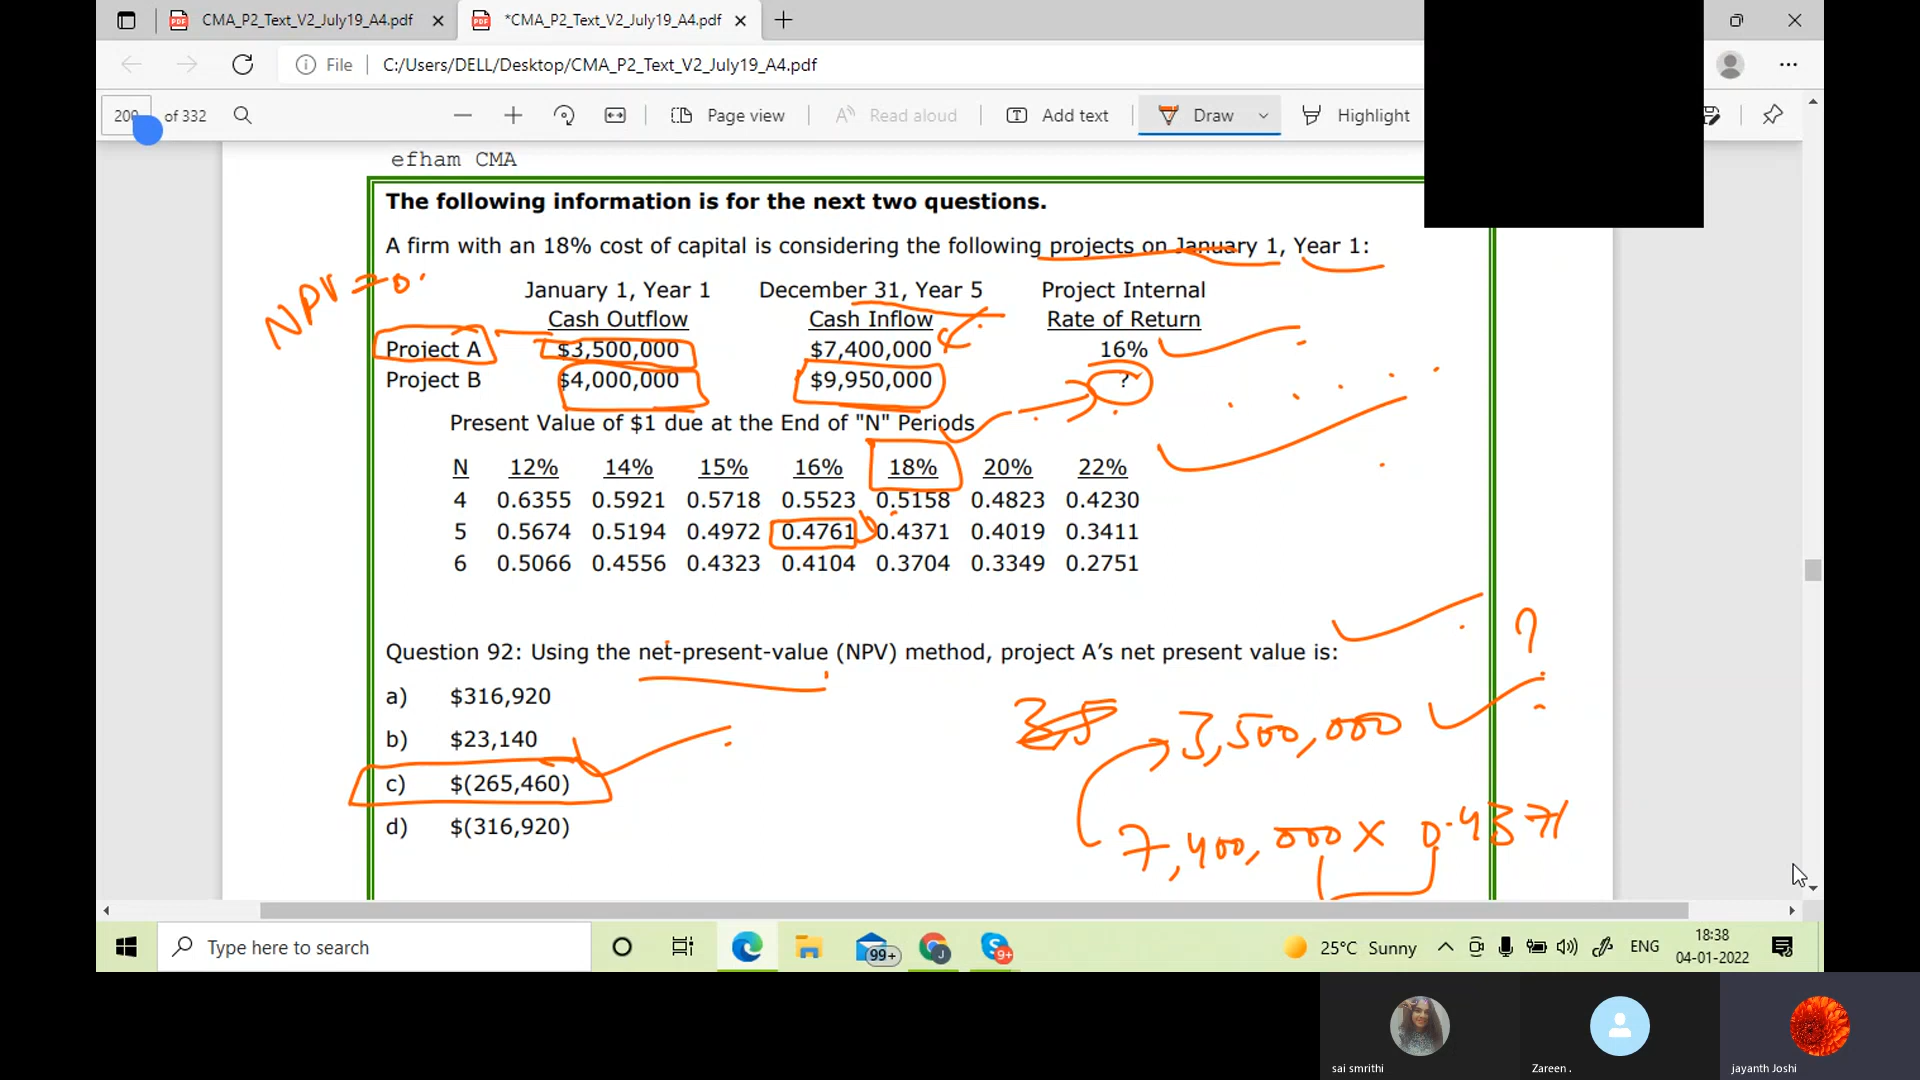 CMA_P2_Text_V2_July19_A4.pdf
*CMA_P2_Text_V2_July19_A4.pdf
File C:/Users/DELL/Desktop/CMA_P2_Text_V2_July19_A4.pdf
200 of 332 Page view Read aloud Add text Draw Highlight
efham CMA
The following information is for the next two questions.
A firm with an 18% cost of capital is considering the following projects on January 1, Year 1:
NPV = 0
January 1, Year 1 December 31, Year 5 Project Internal
Cash Outflow Cash Inflow Rate of Return
Project A $3,500,000 $7,400,000 16%
Project B $4,000,000 $9,950,000 ?
Present Value of $1 due at the End of "N" Periods
N 12% 14% 15% 16% 18% 20% 22%
4 0.6355 0.5921 0.5718 0.5523 0.5158 0.4823 0.4230
5 0.5674 0.5194 0.4972 0.4761 0.4371 0.4019 0.3411
6 0.5066 0.4556 0.4323 0.4104 0.3704 0.3349 0.2751
?
Question 92: Using the net-present-value (NPV) method, project A’s net present value is:
a) $316,920
b) $23,140
c) $(265,460)
d) $(316,920)
3,5 3,500,000
7,400,000 X 0.4371
Type here to search
99+
9+
25°C Sunny
ENG
18:38
04-01-2022
sai smrithi
Zareen .
jayanth Joshi